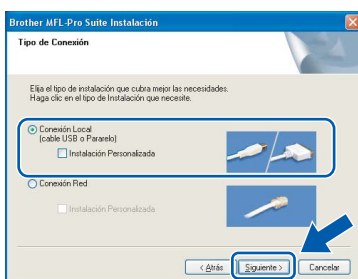 Brother MFL-Pro Suite Instalación
Tipo de Conexión
Elija el tipo de instalación que cubra mejor las necesidades.
Haga clic en el tipo de Instalación que necesite.
Conexión Local
(cable USB o Pararelo)
Instalación Personalizada
Conexión Red
Instalación Personalizada
< Atrás
Siguiente >
Cancelar